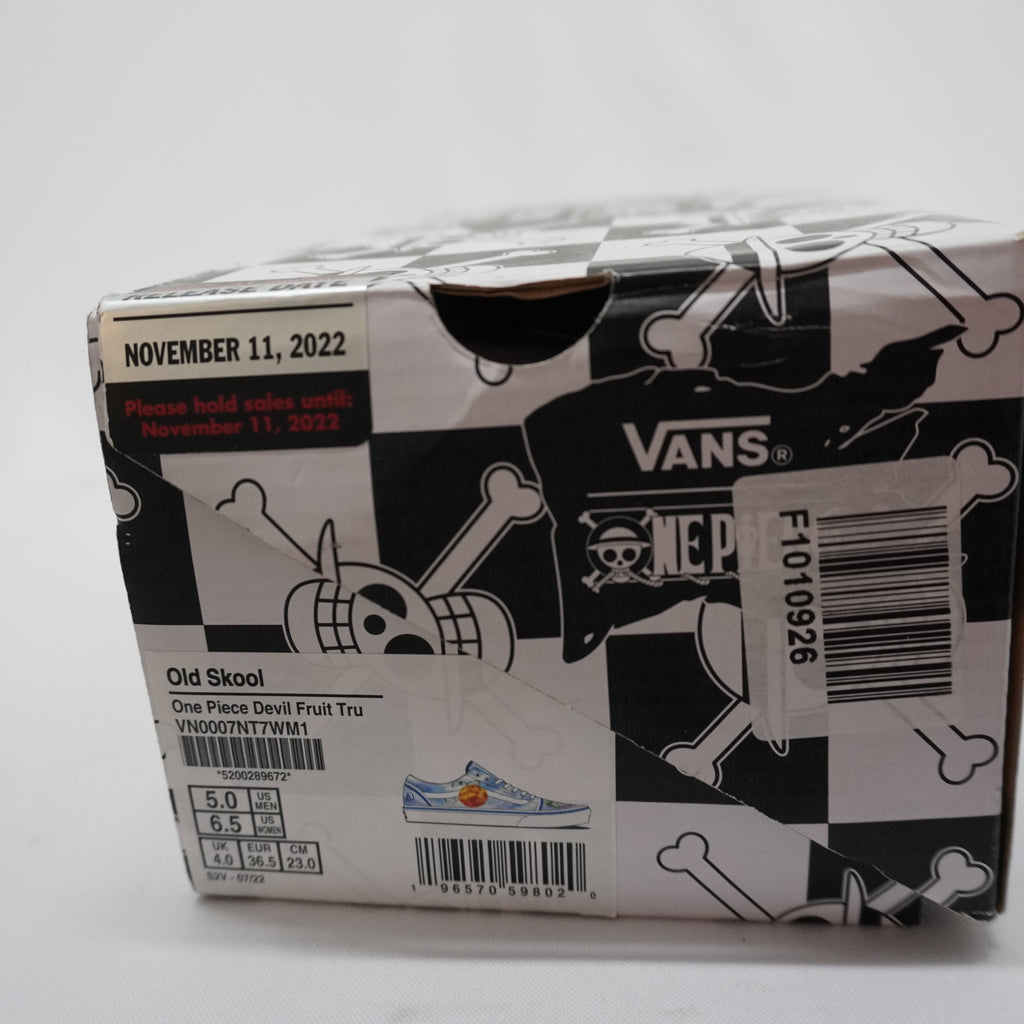 RELEASE DATE
NOVEMBER 11, 2022
Please hold sales until:
November 11, 2022
VANS®
ONE PIE
F1010926
Old Skool
One Piece Devil Fruit Tru
VN0007NT7WM1
*5200289672*
5.0 US MEN
6.5 US WOMEN
UK EUR CM
4.0 36.5 23.0
S2V - 07/22
1 96570 59802 0